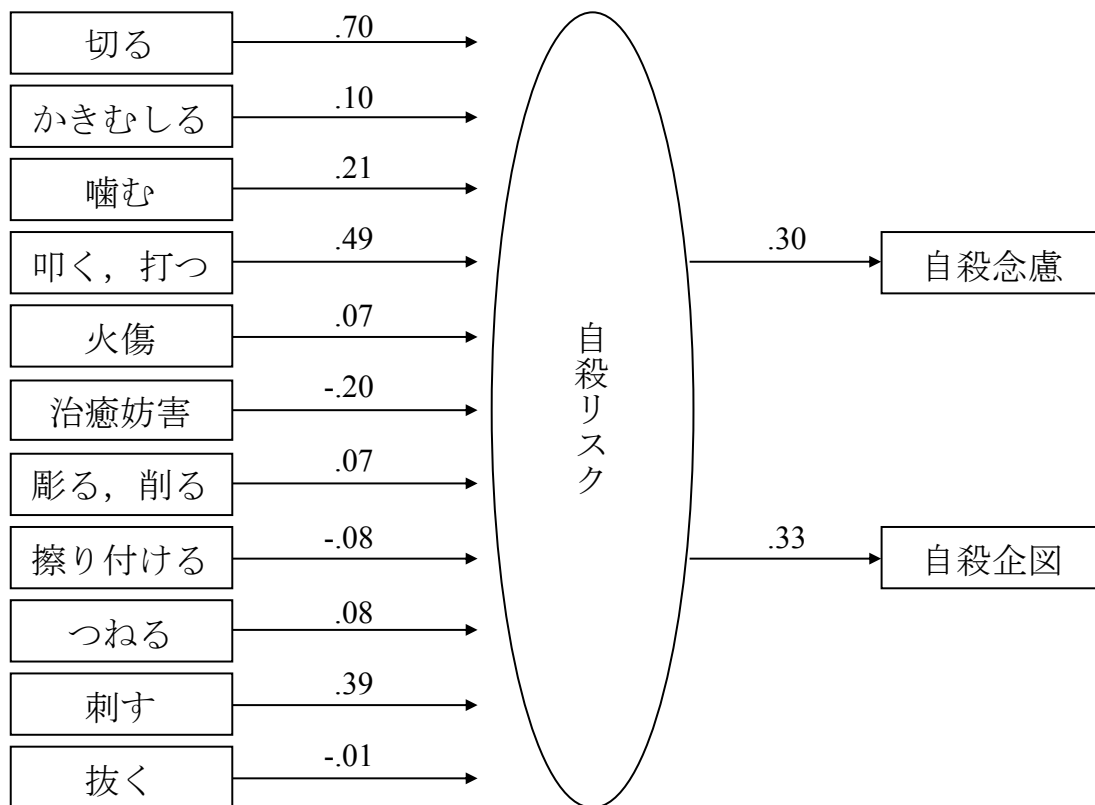 切る
.70
かきむしる
.10
噛む
.21
叩く，打つ
.49
火傷
.07
治癒妨害
-.20
彫る，削る
.07
擦り付ける
-.08
つねる
.08
刺す
.39
抜く
-.01
自殺リスク
.30
自殺念慮
.33
自殺企図